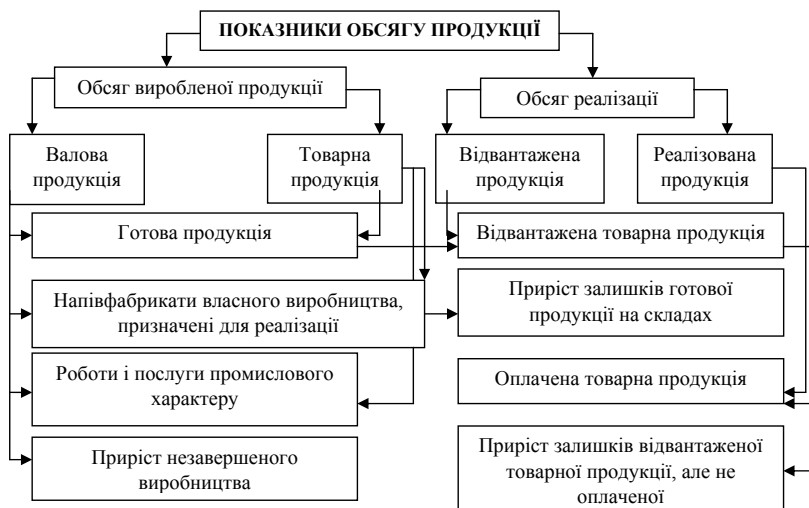 ПОКАЗНИКИ ОБСЯГУ ПРОДУКЦІЇ
Обсяг виробленої продукції
Обсяг реалізації
Валова
продукція
Товарна
продукція
Відвантажена
продукція
Реалізована
продукція
Готова продукція
Відвантажена товарна продукція
Напівфабрикати власного виробництва,
призначені для реалізації
Приріст залишків готової
продукції на складах
Роботи і послуги промислового
характеру
Оплачена товарна продукція
Приріст незавершеного
виробництва
Приріст залишків відвантаженої
товарної продукції, але не
оплаченої